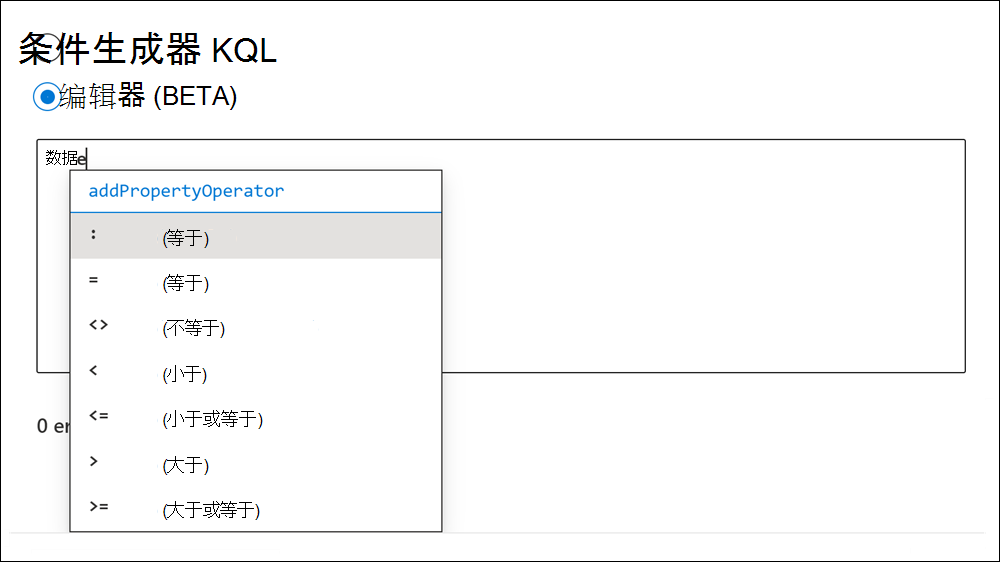 条件生成器 KQL
编辑器 (BETA)
数据e
addPropertyOperator
: (等于)
= (等于)
<> (不等于)
< (小于)
<= (小于或等于)
> (大于)
>= (大于或等于)
0 er